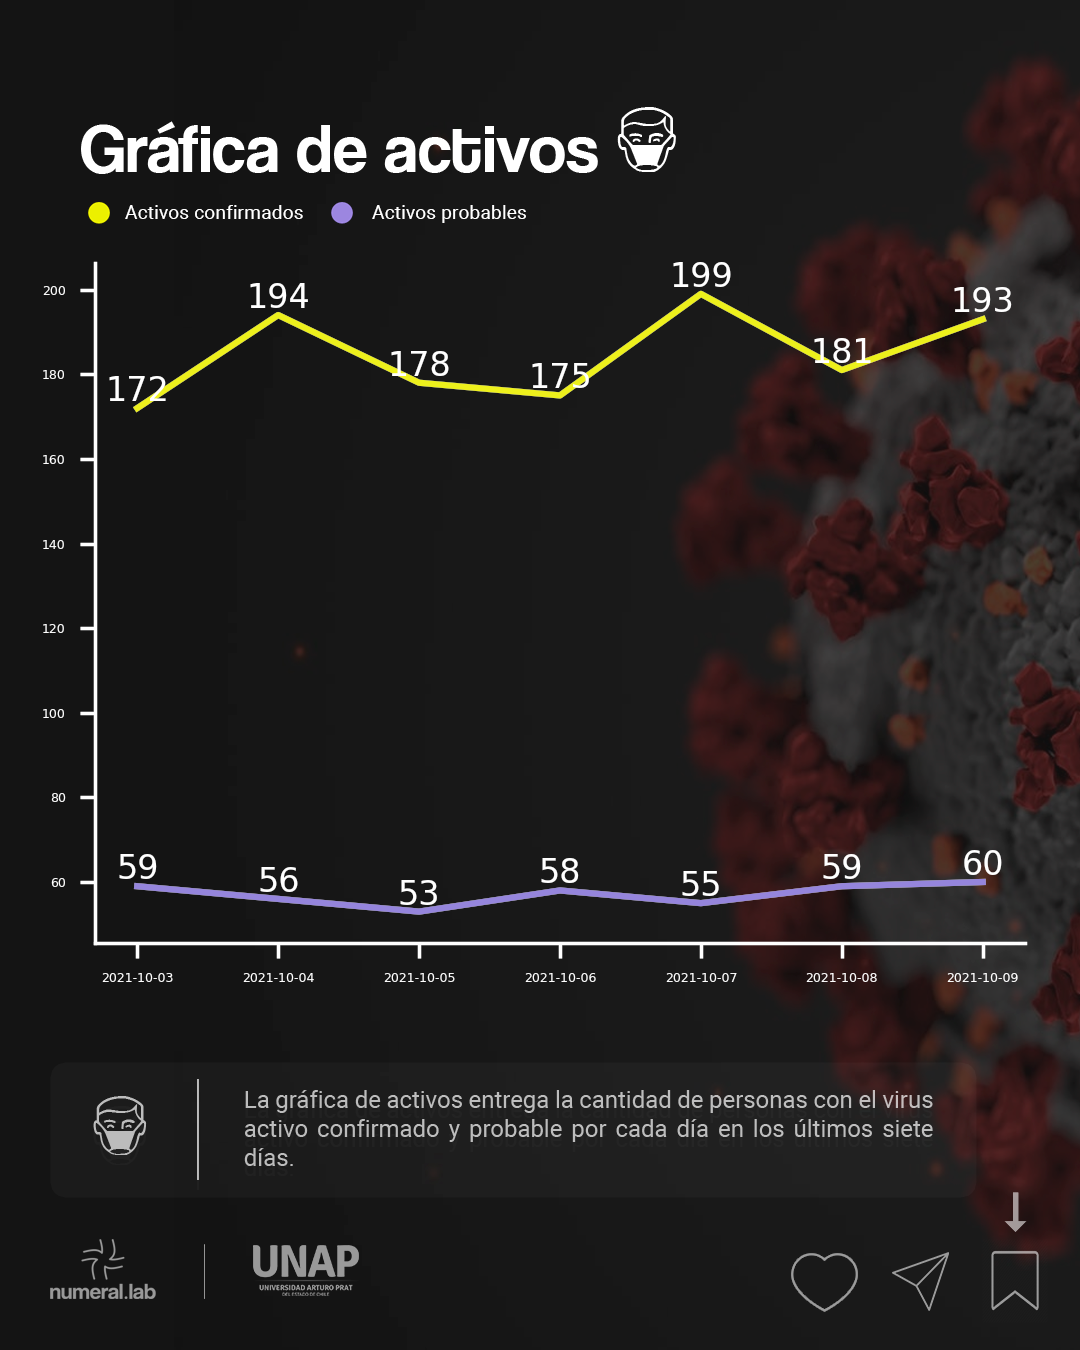 Gráfica de activos
Activos confirmados Activos probables
200
180
160
140
120
100
80
60
172 194 178 175 199 181 193
59 56 53 58 55 59 60
2021-10-03 2021-10-04 2021-10-05 2021-10-06 2021-10-07 2021-10-08 2021-10-09
La gráfica de activos entrega la cantidad de personas con el virus
activo confirmado y probable por cada día en los últimos siete
días.
numeral.lab
UNAP
UNIVERSIDAD ARTURO PRAT
DEL ESTADO DE CHILE